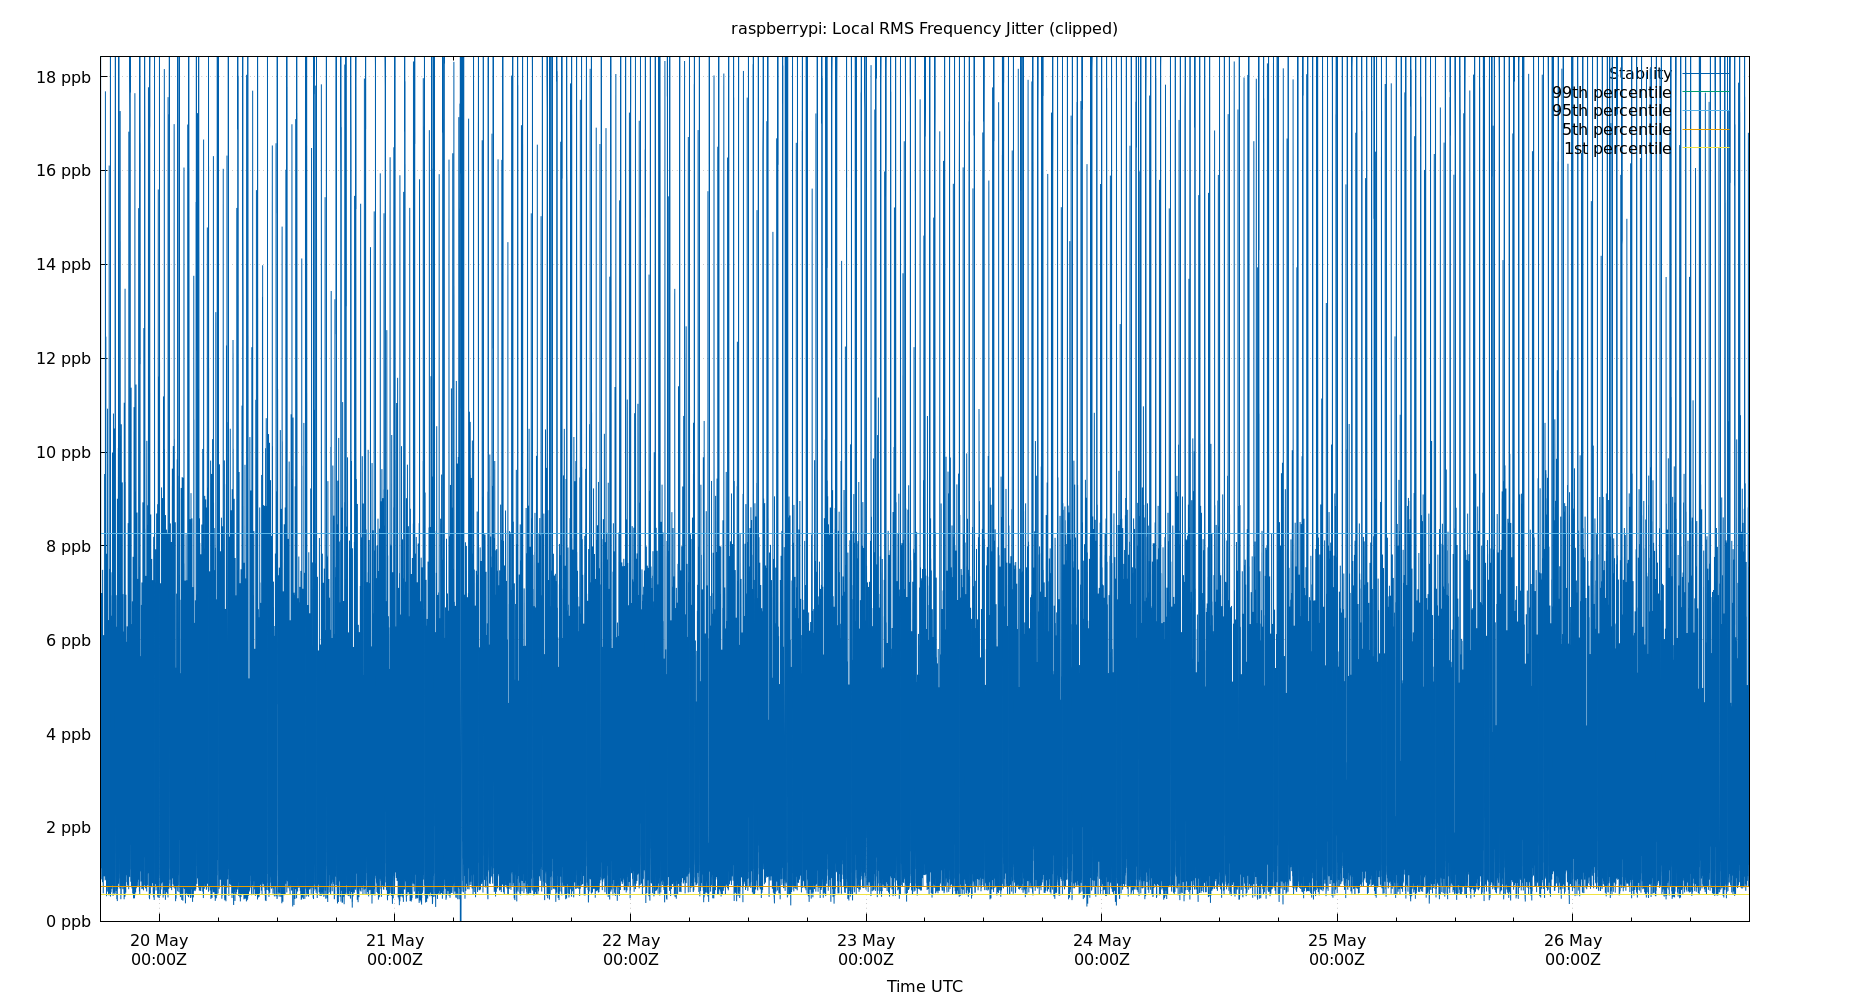 raspberrypi: Local RMS Frequency Jitter (clipped)
18 ppb
16 ppb
14 ppb
12 ppb
10 ppb
8 ppb
6 ppb
4 ppb
2 ppb
0 ppb
Stability
99th percentile
95th percentile
5th percentile
1st percentile
20 May 21 May 22 May 23 May 24 May 25 May 26 May
00:00Z 00:00Z 00:00Z 00:00Z 00:00Z 00:00Z 00:00Z
Time UTC